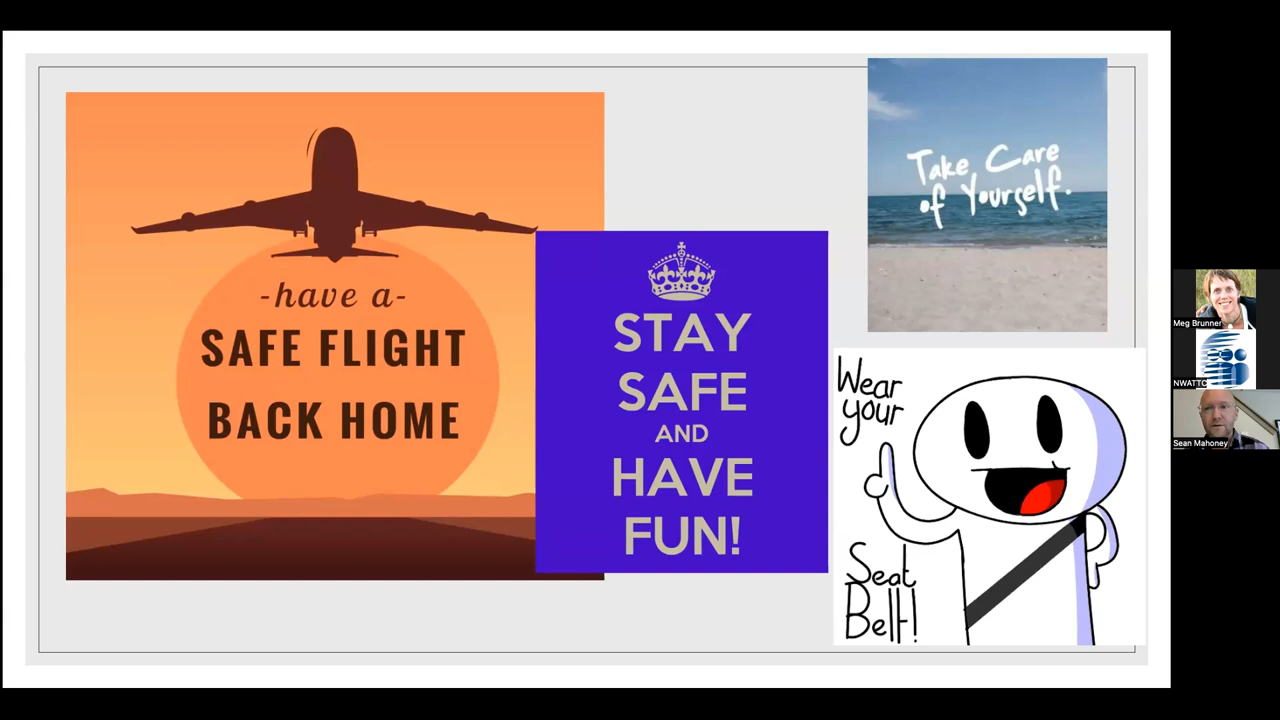 -have a-
SAFE FLIGHT
BACK HOME
STAY
SAFE
AND
HAVE
FUN!
Take Care
of Yourself.
Wear
your
Seat
Belt!
Meg Brunner
NWATTC
Sean Mahoney